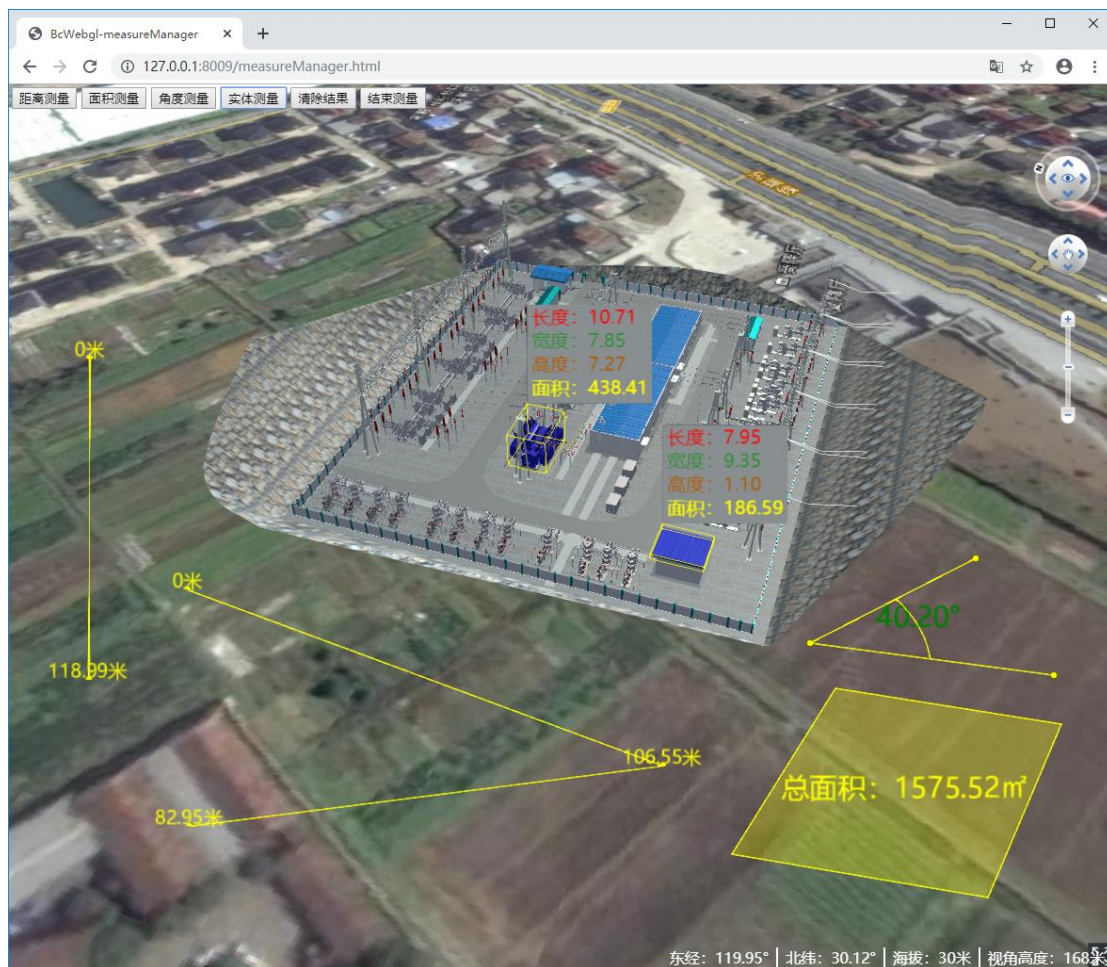 BcWebgl-measureManager
127.0.0.1:8009/measureManager.html
距离测量 面积测量 角度测量 实体测量 清除结果 结束测量
N
长度：10.71
宽度：7.85
高度：7.27
面积：438.41
0米
长度：7.95
宽度：9.35
高度：1.10
面积：186.59
0米
40.20°
118.99米
106.55米
总面积：1575.52㎡
82.95米
东经：119.95° | 北纬：30.12° | 海拨：30米 | 视角高度：168米